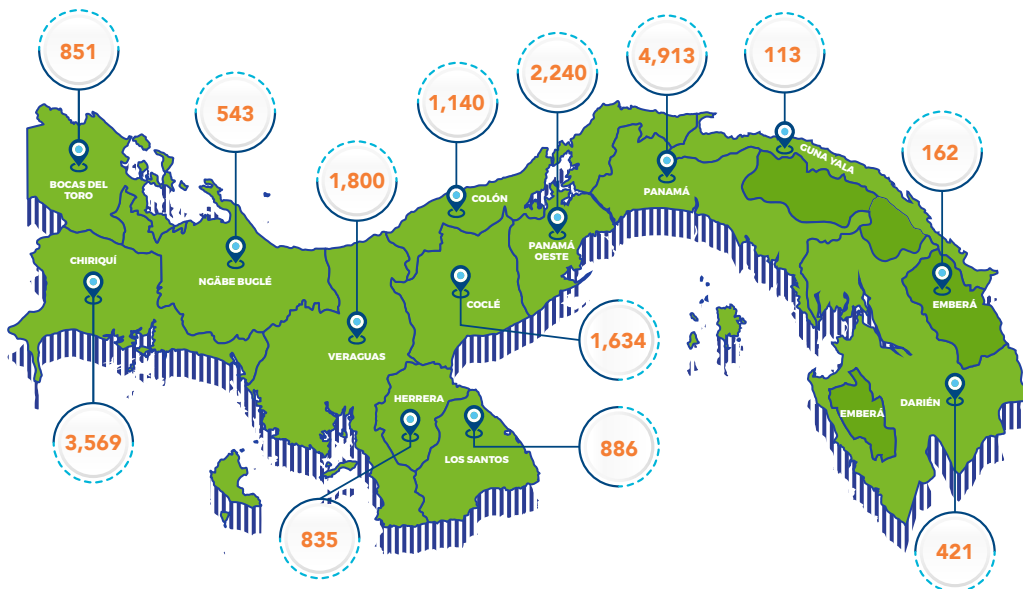 851
543
1,140
2,240
4,913
113
162
1,800
BOCAS DEL
TORO
COLÓN
PANAMÁ
GUNA YALA
CHIRIQUÍ
NGÄBE BUGLÉ
PANAMÁ
OESTE
COCLÉ
EMBERÁ
VERAGUAS
1,634
HERRERA
EMBERÁ
DARIÉN
3,569
LOS SANTOS
886
835
421